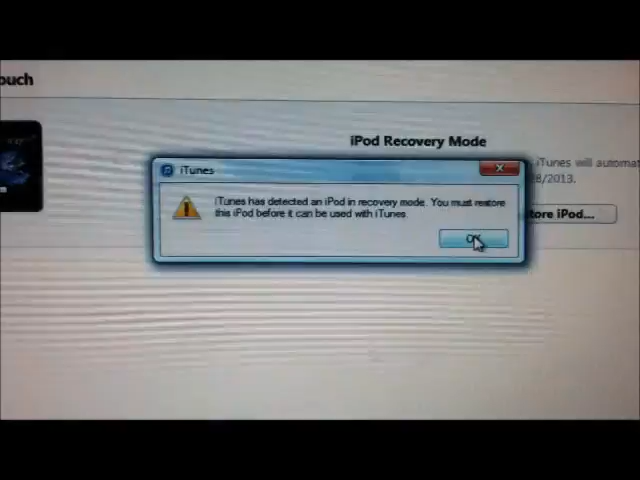 ouch
iPod Recovery Mode
iTunes will automat
8/2013.
ore iPod...
iTunes
iTunes has detected an iPod in recovery mode. You must restore
this iPod before it can be used with iTunes.
OK